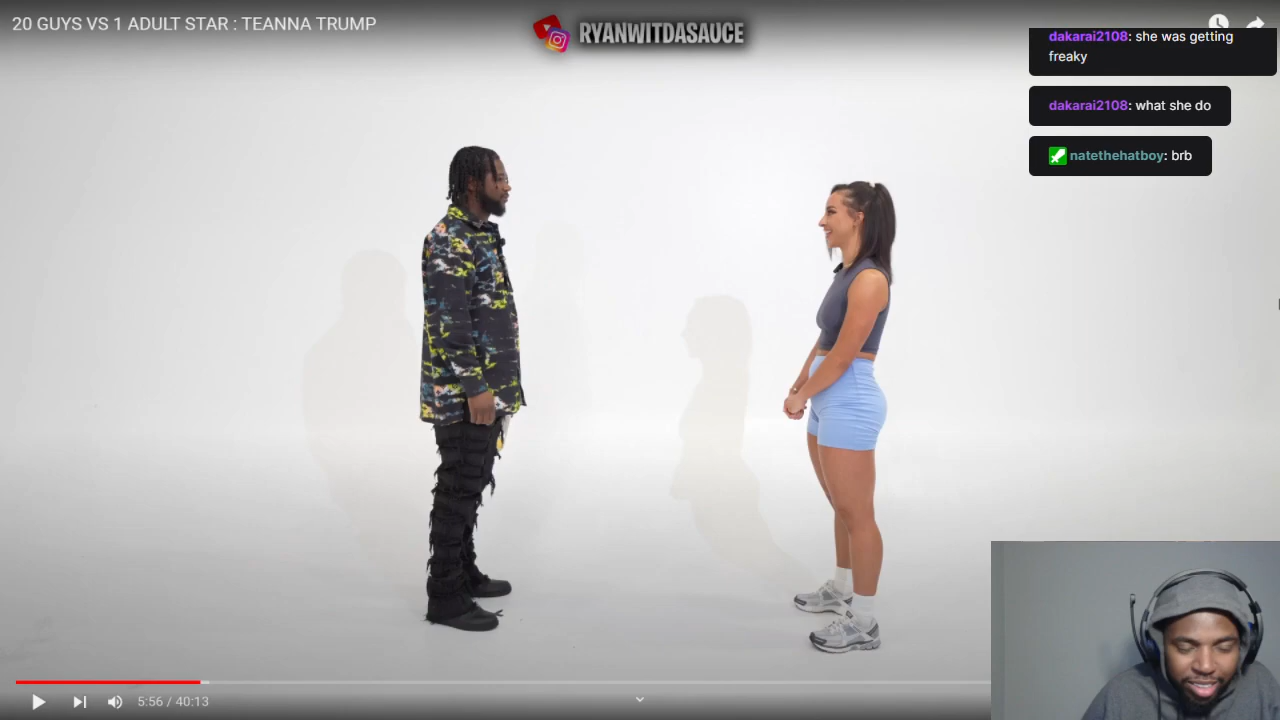 20 GUYS VS 1 ADULT STAR : TEANNA TRUMP
RYANWITDASAUCE
dakarai2108: she was getting
freaky
dakarai2108: what she do
natethehatboy: brb
5:56 / 40:13